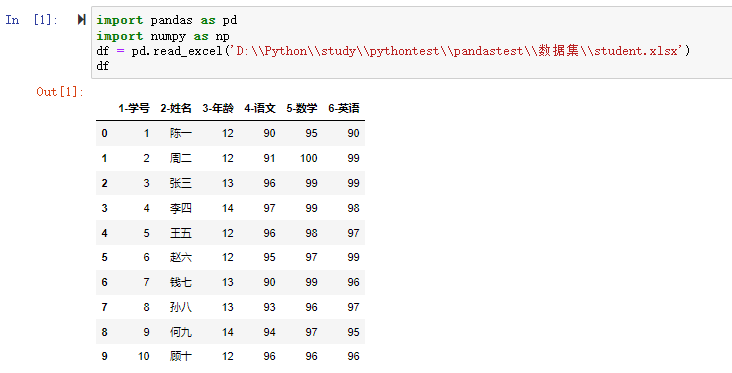 In [1]:
import pandas as pd
import numpy as np
df = pd.read_excel('D:\\Python\\study\\pythontest\\pandastest\\数据集\\student.xlsx')
df
Out[1]:
1-学号 2-姓名 3-年龄 4-语文 5-数学 6-英语
0 1 陈一 12 90 95 90
1 2 周二 12 91 100 99
2 3 张三 13 96 99 99
3 4 李四 14 97 99 98
4 5 王五 12 96 98 97
5 6 赵六 12 95 97 99
6 7 钱七 13 90 99 96
7 8 孙八 13 93 96 97
8 9 何九 14 94 97 95
9 10 顾十 12 96 96 96